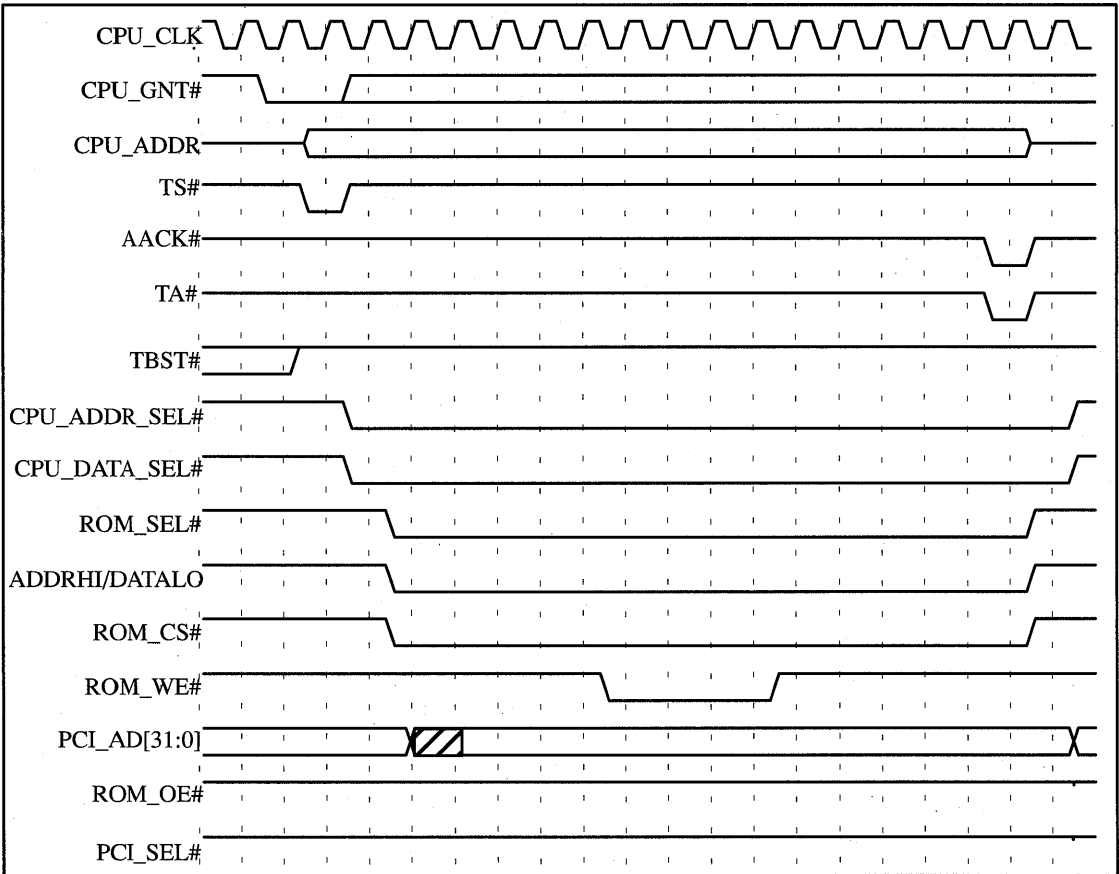 CPU_CLK
CPU_GNT#
CPU_ADDR
TS#
AACK#
TA#
TBST#
CPU_ADDR_SEL#
CPU_DATA_SEL#
ROM_SEL#
ADDRHI/DATALO
ROM_CS#
ROM_WE#
PCI_AD[31:0]
ROM_OE#
PCI_SEL#